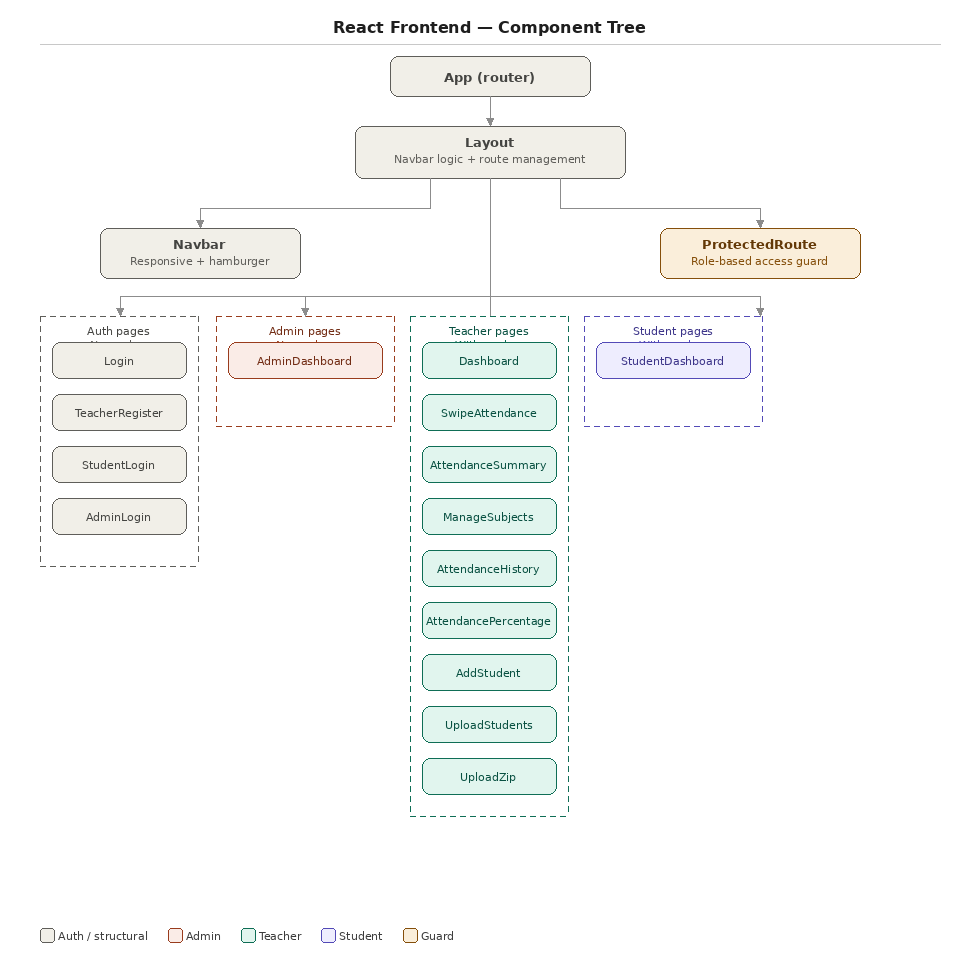 React Frontend — Component Tree
App (router)
Layout
Navbar logic + route management
Navbar
Responsive + hamburger
ProtectedRoute
Role-based access guard
Auth pages
Login
TeacherRegister
StudentLogin
AdminLogin
Admin pages
AdminDashboard
Teacher pages
Dashboard
SwipeAttendance
AttendanceSummary
ManageSubjects
AttendanceHistory
AttendancePercentage
AddStudent
UploadStudents
UploadZip
Student pages
StudentDashboard
Auth / structural
Admin
Teacher
Student
Guard